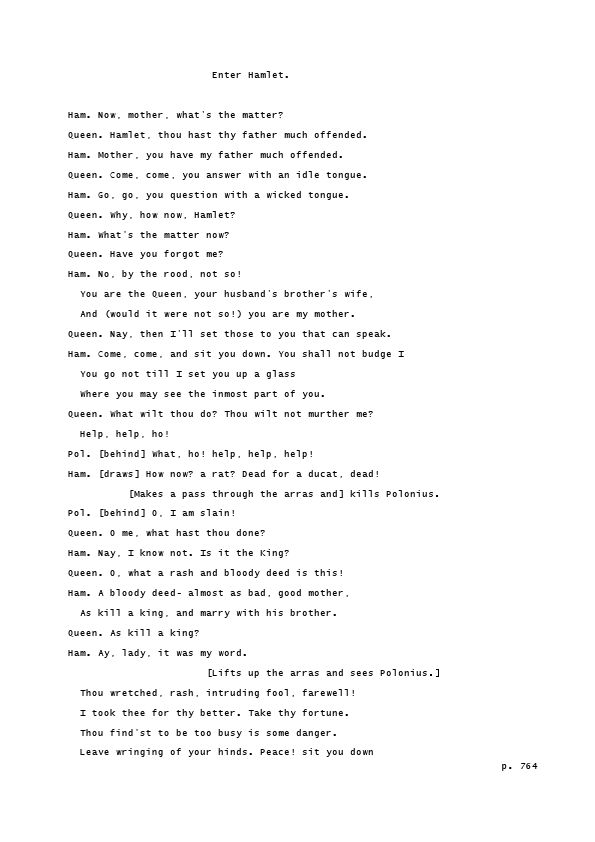 Enter Hamlet.
Ham. Now, mother, what's the matter?
Queen. Hamlet, thou hast thy father much offended.
Ham. Mother, you have my father much offended.
Queen. Come, come, you answer with an idle tongue.
Ham. Go, go, you question with a wicked tongue.
Queen. Why, how now, Hamlet?
Ham. What's the matter now?
Queen. Have you forgot me?
Ham. No, by the rood, not so!
You are the Queen, your husband's brother's wife,
And (would it were not so!) you are my mother.
Queen. Nay, then I'll set those to you that can speak.
Ham. Come, come, and sit you down. You shall not budge I
You go not till I set you up a glass
Where you may see the inmost part of you.
Queen. What wilt thou do? Thou wilt not murther me?
Help, help, ho!
Pol. [behind] What, ho! help, help, help!
Ham. [draws] How now? a rat? Dead for a ducat, dead!
[Makes a pass through the arras and] kills Polonius.
Pol. [behind] O, I am slain!
Queen. O me, what hast thou done?
Ham. Nay, I know not. Is it the King?
Queen. O, what a rash and bloody deed is this!
Ham. A bloody deed- almost as bad, good mother,
As kill a king, and marry with his brother.
Queen. As kill a king?
Ham. Ay, lady, it was my word.
[Lifts up the arras and sees Polonius.]
Thou wretched, rash, intruding fool, farewell!
I took thee for thy better. Take thy fortune.
Thou find'st to be too busy is some danger.
Leave wringing of your hinds. Peace! sit you down
p. 764